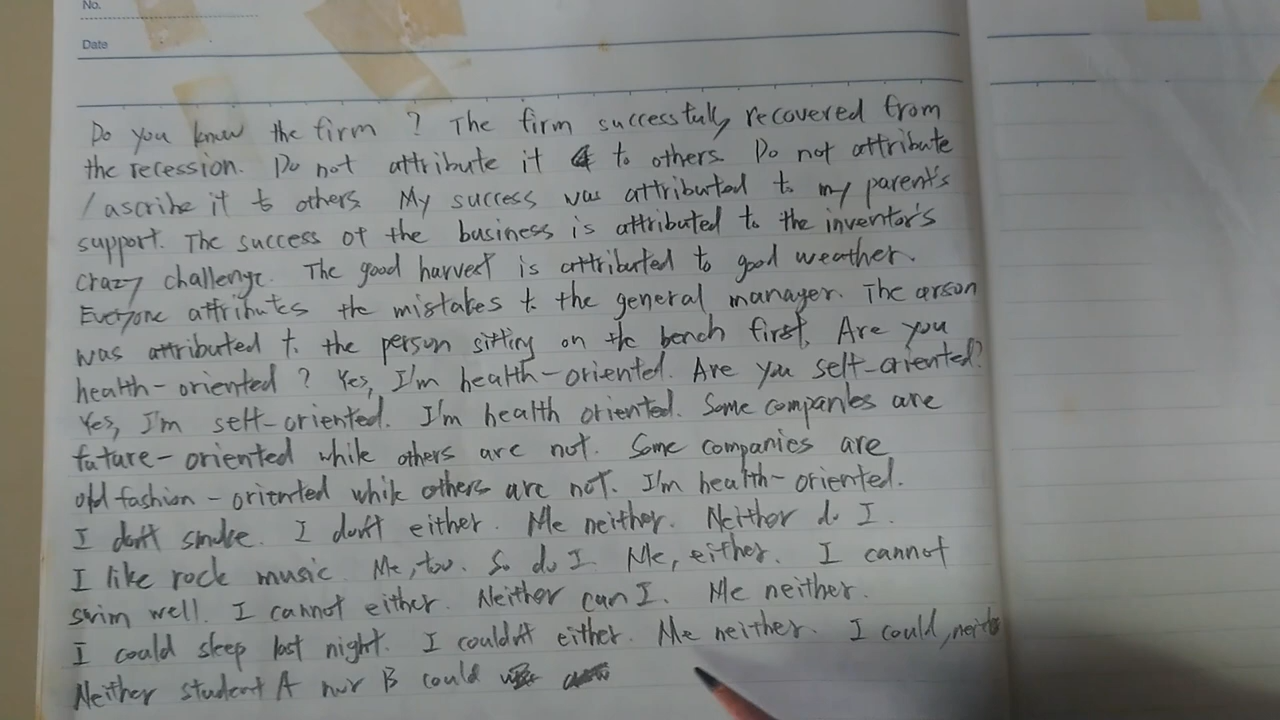 No.
Date
Do you know the firm ? The firm successfully recovered from
the recession. Do not attribute it to others. Do not attribute
/ ascribe it to others. My success was attributed to my parent's
support. The success of the business is attributed to the inventor's
crazy challenge. The good harvest is attributed to good weather.
Everyone attributes the mistakes to the general manager. The arson
was attributed to the person sitting on the bench first. Are you
health-oriented ? Yes, I'm health-oriented. Are you self-oriented?
Yes, I'm self-oriented. I'm health oriented. Some companies are
future-oriented while others are not. Some companies are
old fashion-oriented while others are not. I'm health-oriented.
I don't smoke. I don't either. Me neither. Neither do I.
I like rock music. Me, too. So do I. Me, either. I cannot
swim well. I cannot either. Neither can I. Me neither.
I could sleep last night. I couldn't either. Me neither. I could,
Neither student A nor B could